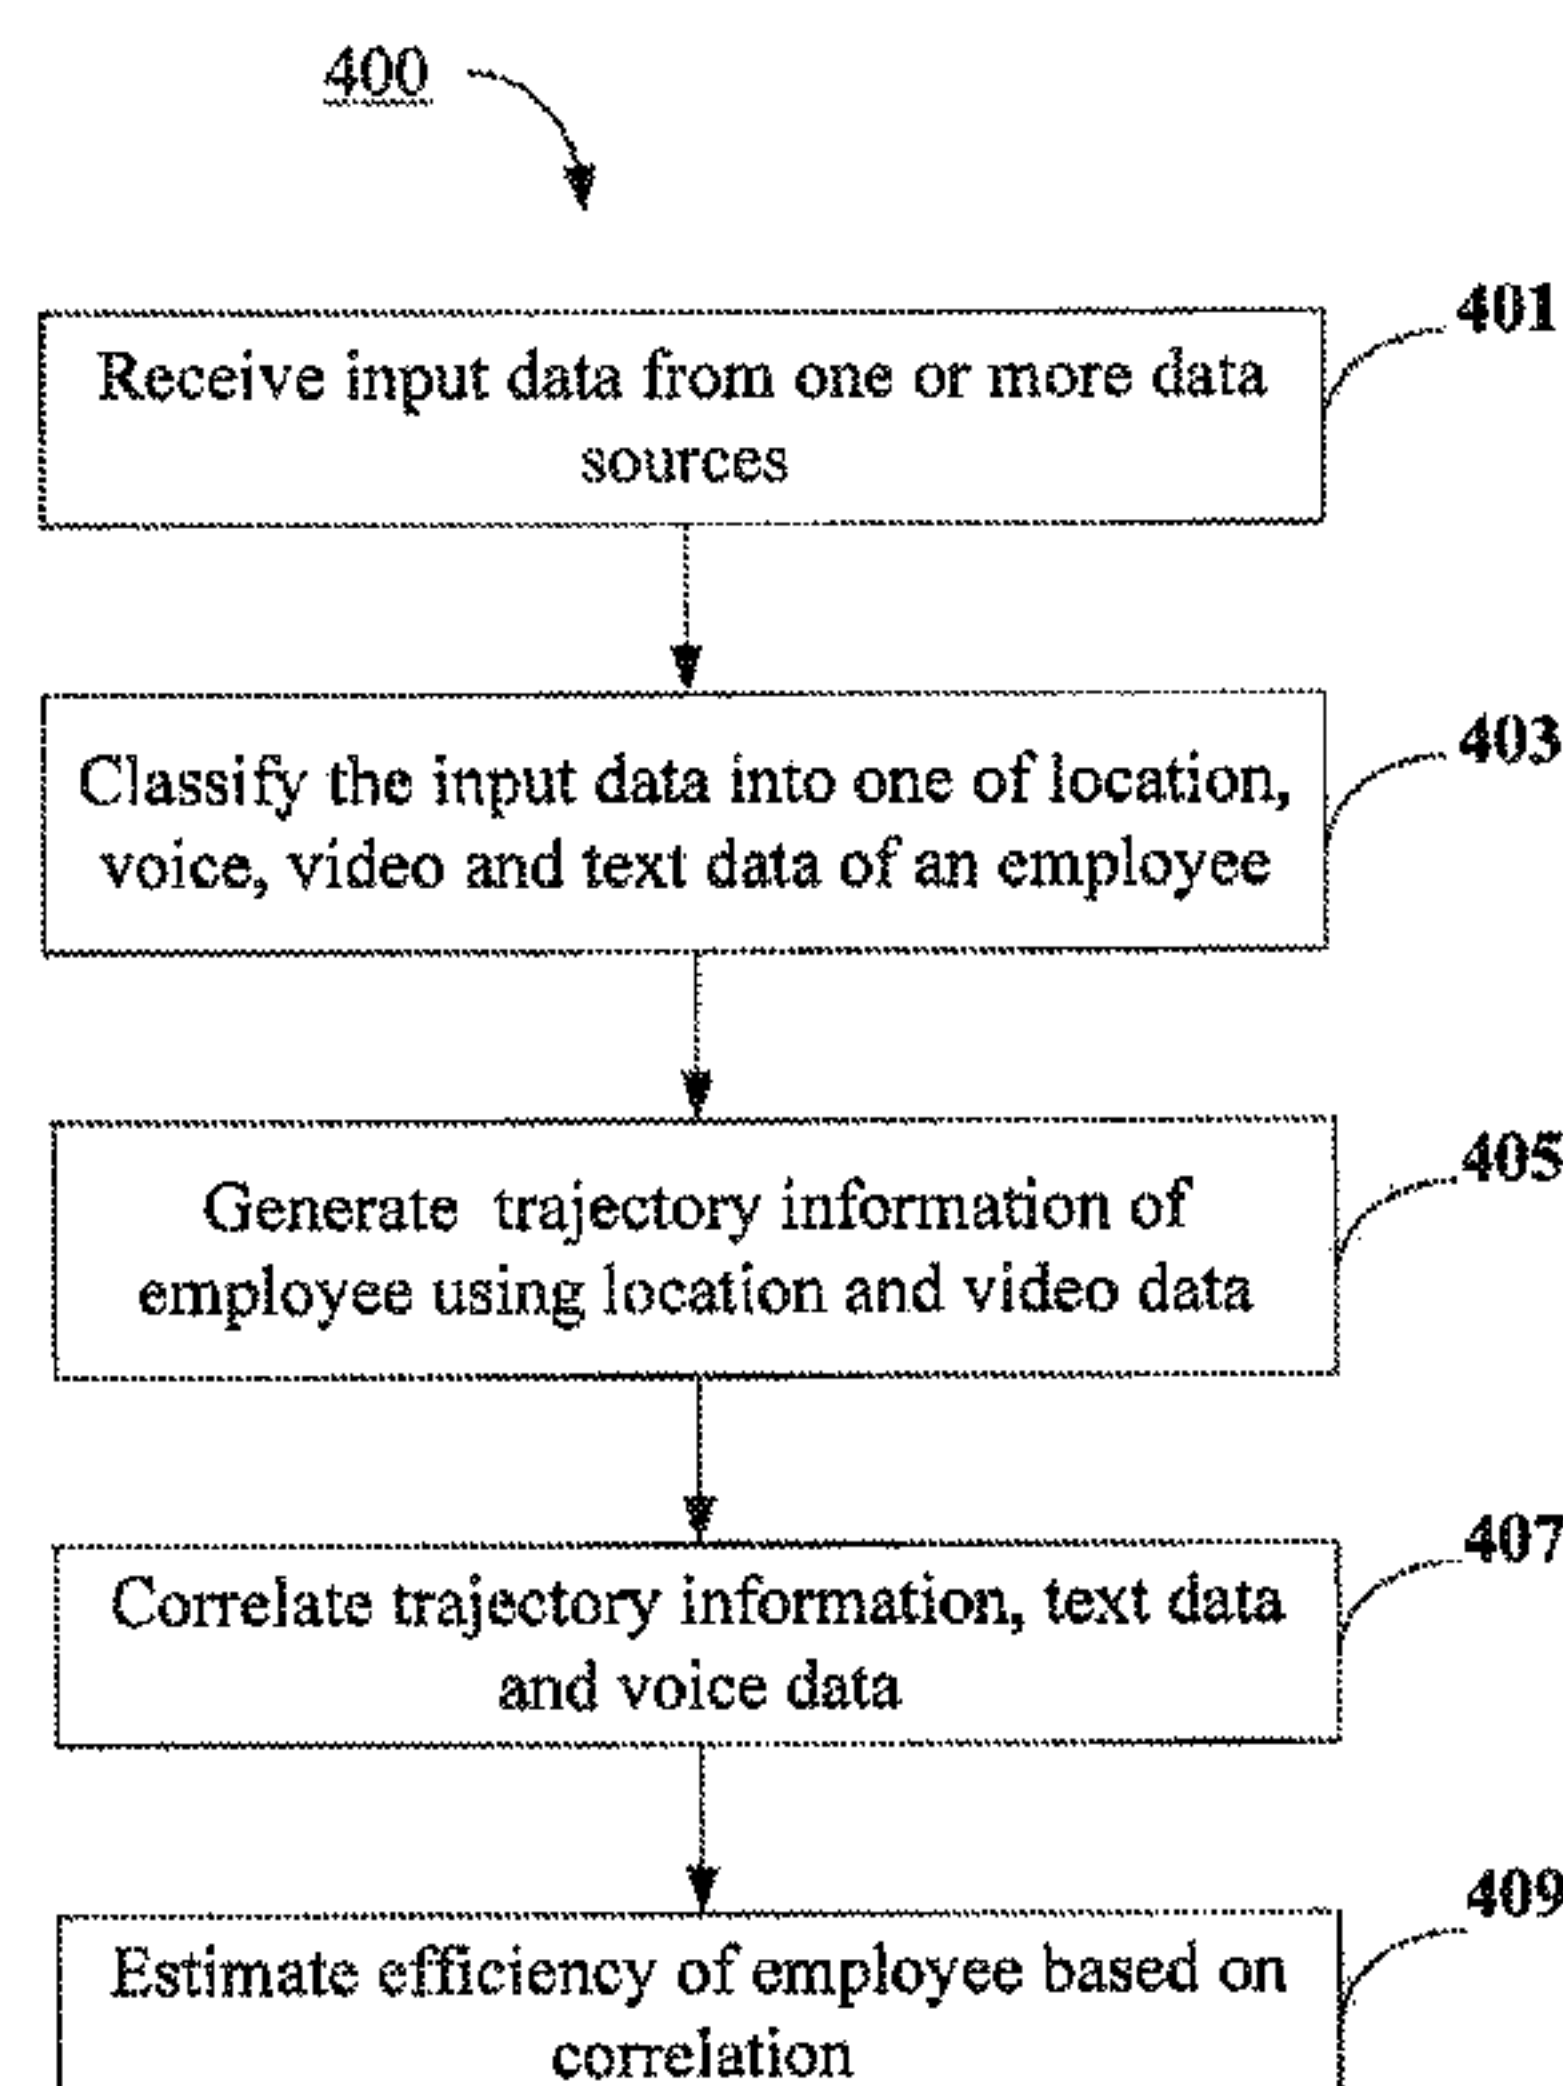 400
401
Receive input data from one or more data
sources
403
Classify the input data into one of location,
voice, video and text data of an employee
405
Generate trajectory information of
employee using location and video data
407
Correlate trajectory information, text data
and voice data
409
Estimate efficiency of employee based on
correlation